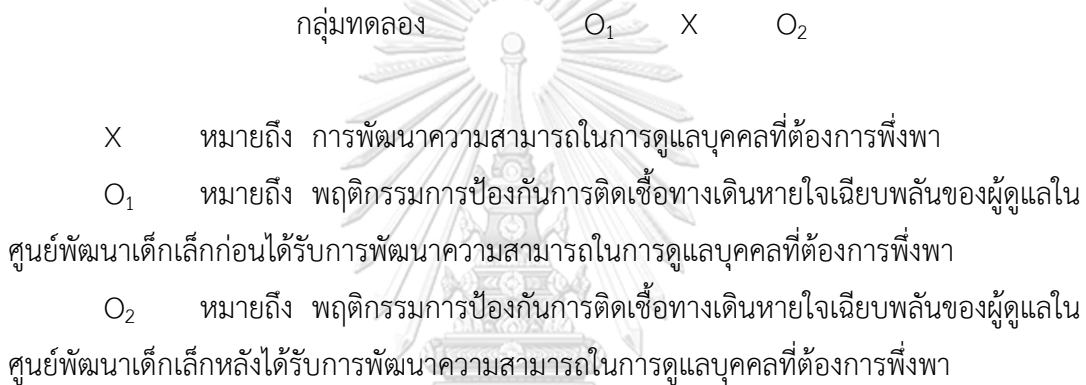 กลุ่มทดลอง O₁ X O₂
X หมายถึง การพัฒนาความสามารถในการดูแลบุคคลที่ต้องการพึ่งพา
O₁ หมายถึง พฤติกรรมการป้องกันการติดเชื้อทางเดินหายใจเฉียบพลันของผู้ดูแลใน
ศูนย์พัฒนาเด็กเล็กก่อนได้รับการพัฒนาความสามารถในการดูแลบุคคลที่ต้องการพึ่งพา
O₂ หมายถึง พฤติกรรมการป้องกันการติดเชื้อทางเดินหายใจเฉียบพลันของผู้ดูแลใน
ศูนย์พัฒนาเด็กเล็กหลังได้รับการพัฒนาความสามารถในการดูแลบุคคลที่ต้องการพึ่งพา